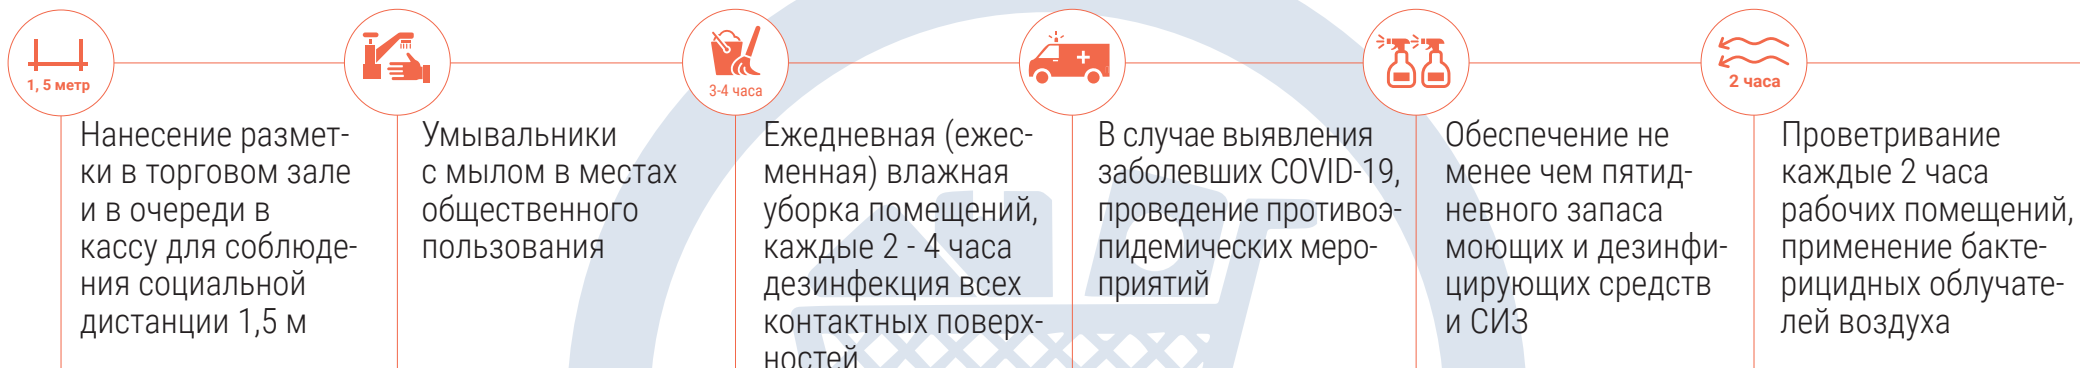 1, 5 метр
Нанесение размет-
ки в торговом зале
и в очереди в
кассу для соблюде-
ния социальной
дистанции 1,5 м
Умывальники
с мылом в местах
общественного
пользования
3-4 часа
Ежедневная (ежес-
менная) влажная
уборка помещений,
каждые 2 - 4 часа
дезинфекция всех
контактных поверх-
ностей
В случае выявления
заболевших COVID-19,
проведение противоэ-
пидемических меро-
приятий
Обеспечение не
менее чем пятид-
невного запаса
моющих и дезинфи-
цирующих средств
и СИЗ
2 часа
Проветривание
каждые 2 часа
рабочих помещений,
применение бакте-
рицидных облучате-
лей воздуха